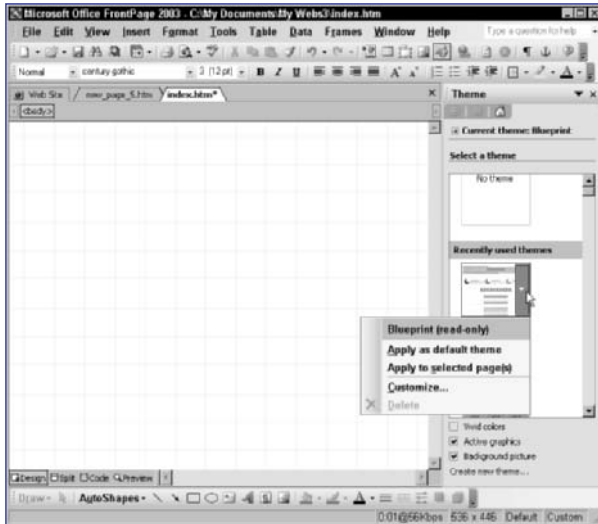 Microsoft Office FrontPage 2003 - C:\My Documents\My Webs3\index.htm
File Edit View Insert Format Tools Table Data Frames Window Help Type a question for help
Normal century gothic 3 (12 pt) B I U A A A
Web Site new_page_5.htm index.htm* Theme
<body>
Current theme: Blueprint
Select a theme
No theme
Recently used themes
Blueprint (read-only)
Apply as default theme
Apply to selected page(s)
Customize...
Delete
Vivid colors
Active graphics
Background picture
Create new theme...
Design Split Code Preview
Draw AutoShapes A
0:01@56Kbps 536 x 446 Default Custom